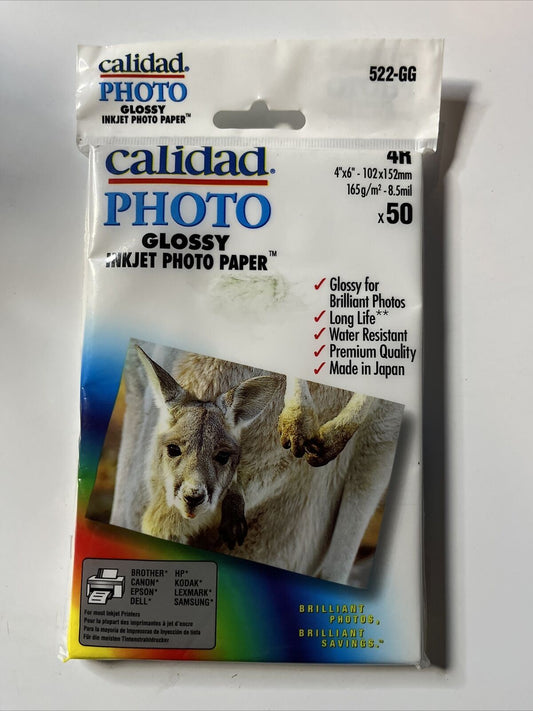 calidad.
522-GG
PHOTO
GLOSSY
INKJET PHOTO PAPER™
calidad.
4R
4"x6" - 102x152mm
165g/m² - 8.5mil
x50
PHOTO
GLOSSY
INKJET PHOTO PAPER™
✓ Glossy for
Brilliant Photos
✓ Long Life**
✓ Water Resistant
✓ Premium Quality
✓ Made in Japan
BROTHER* HP*
CANON* KODAK*
EPSON* LEXMARK*
DELL* SAMSUNG*
For most Inkjet Printers
Pour la plupart des imprimantes à jet d'encre
Para la mayoría de impresoras de inyección de tinta
Für die meisten Tintenstrahldrucker
BRILLIANT
PHOTOS,
BRILLIANT
SAVINGS.™